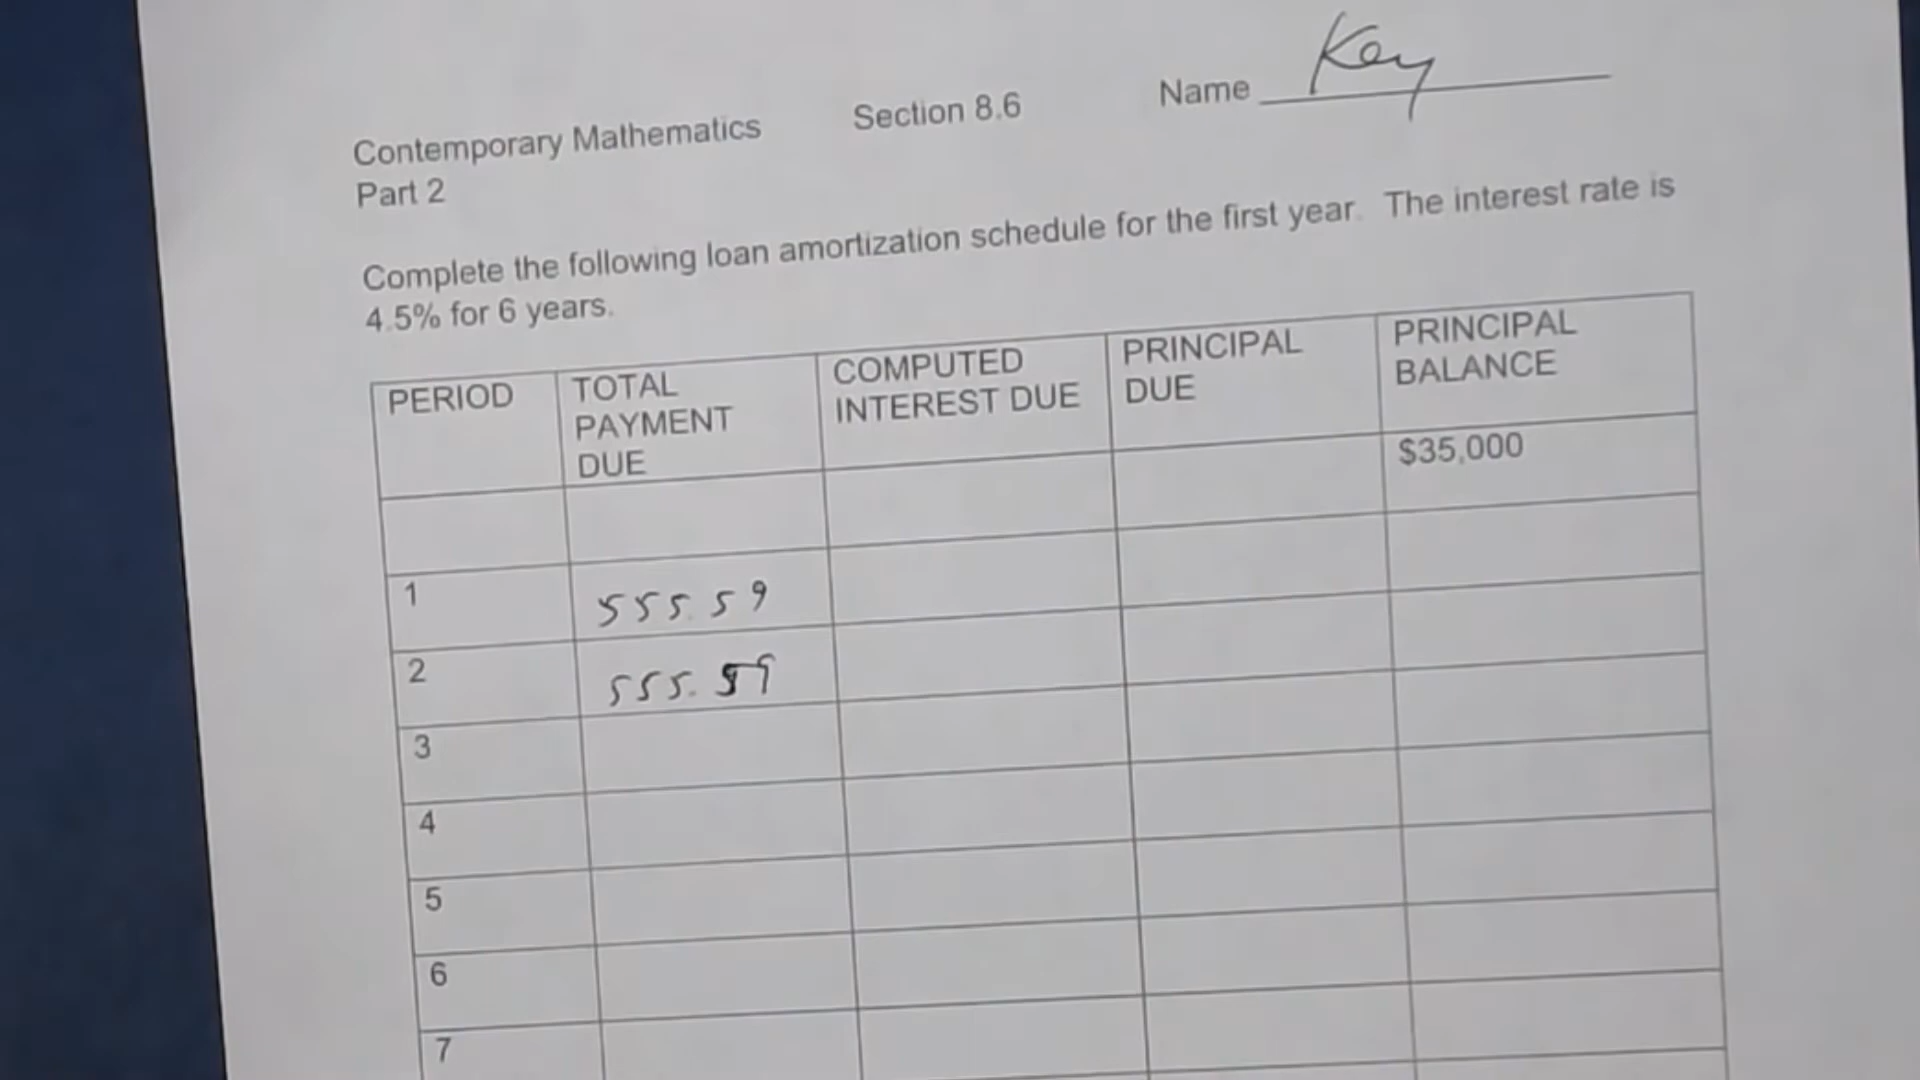 Contemporary Mathematics Section 8.6 Name Key
Part 2
Complete the following loan amortization schedule for the first year. The interest rate is
4.5% for 6 years.
PERIOD
TOTAL
PAYMENT
DUE
COMPUTED
INTEREST DUE
PRINCIPAL
DUE
PRINCIPAL
BALANCE
$35,000
1 555.59
2 555.59
3
4
5
6
7